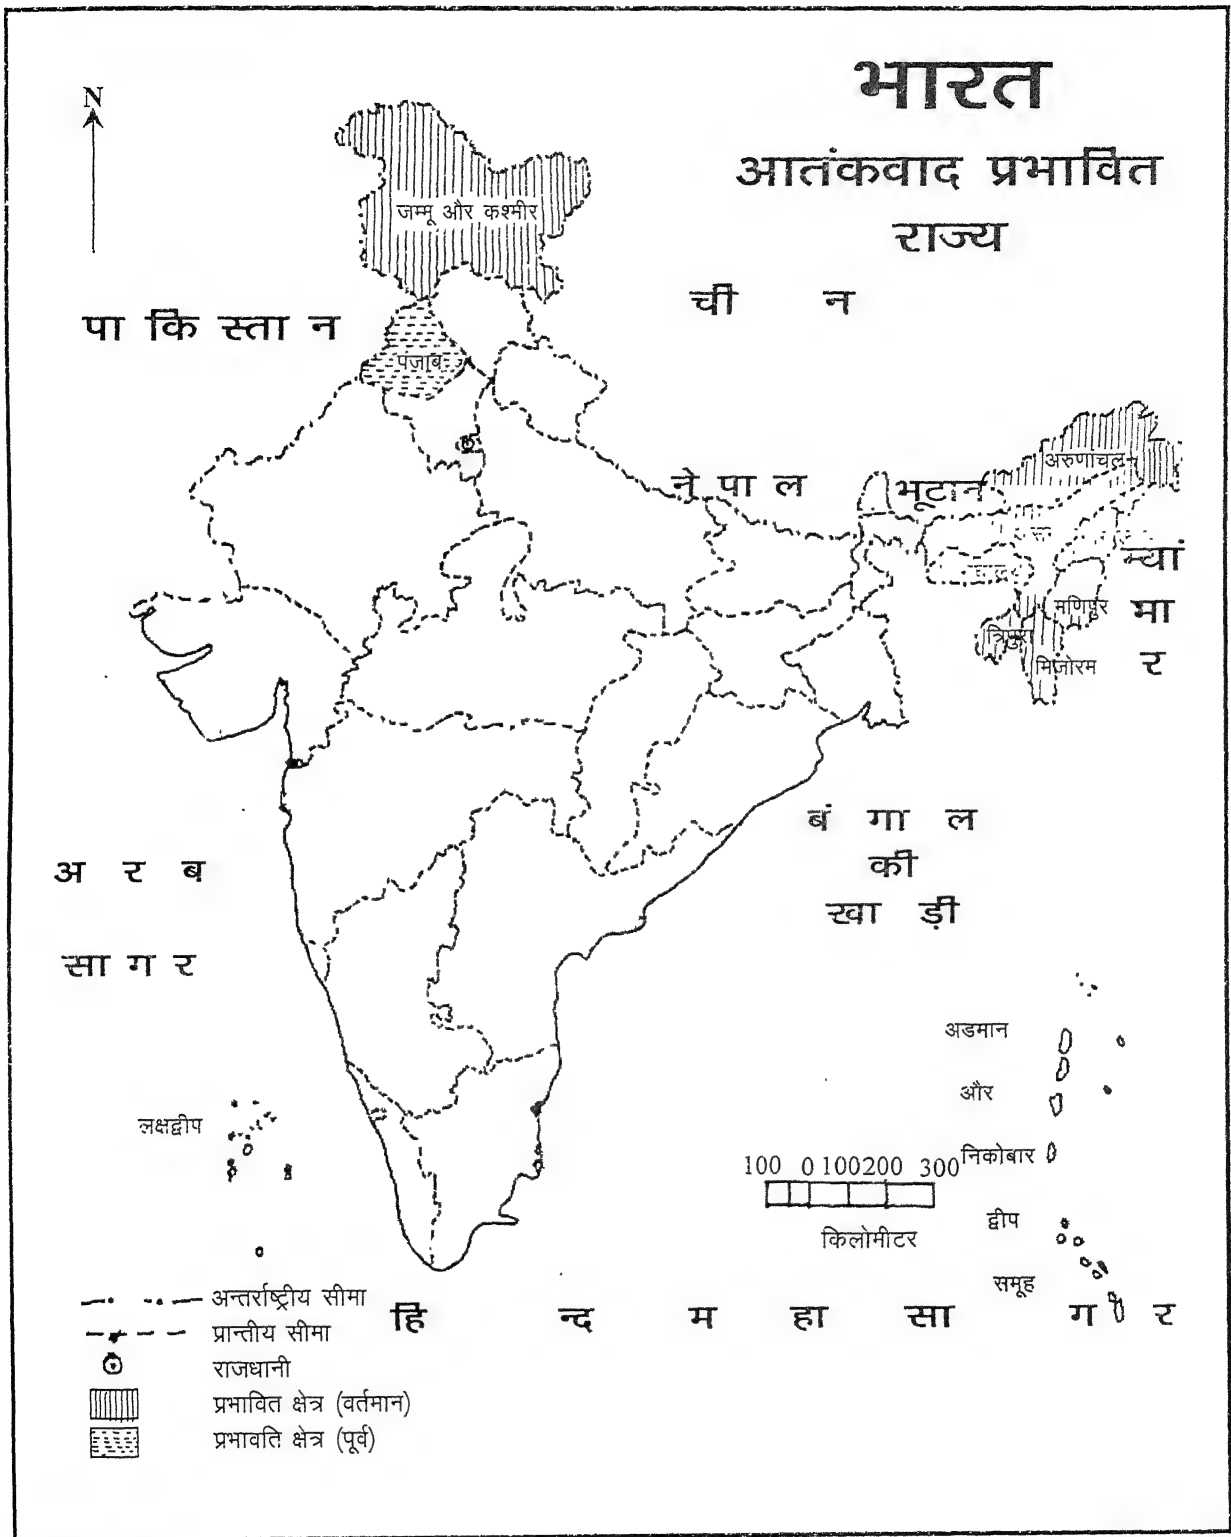 N
भारत
आतंकवाद प्रभावित
राज्य
जम्मू और कश्मीर
ची न
पा कि स्ता न
पंजाब
ने पा ल
भूटान
अरुणाचल
म्यां
मा
र
मणिपुर
त्रिपुरा
मिजोरम
बं गा ल
की
खा ड़ी
अ र ब
सा ग र
अडमान
और
निकोबार
द्वीप
समूह
लक्षद्वीप
100 0 100 200 300
किलोमीटर
अन्तर्राष्ट्रीय सीमा
प्रान्तीय सीमा
राजधानी
प्रभावित क्षेत्र (वर्तमान)
प्रभावति क्षेत्र (पूर्व)
हि न्द म हा सा ग र